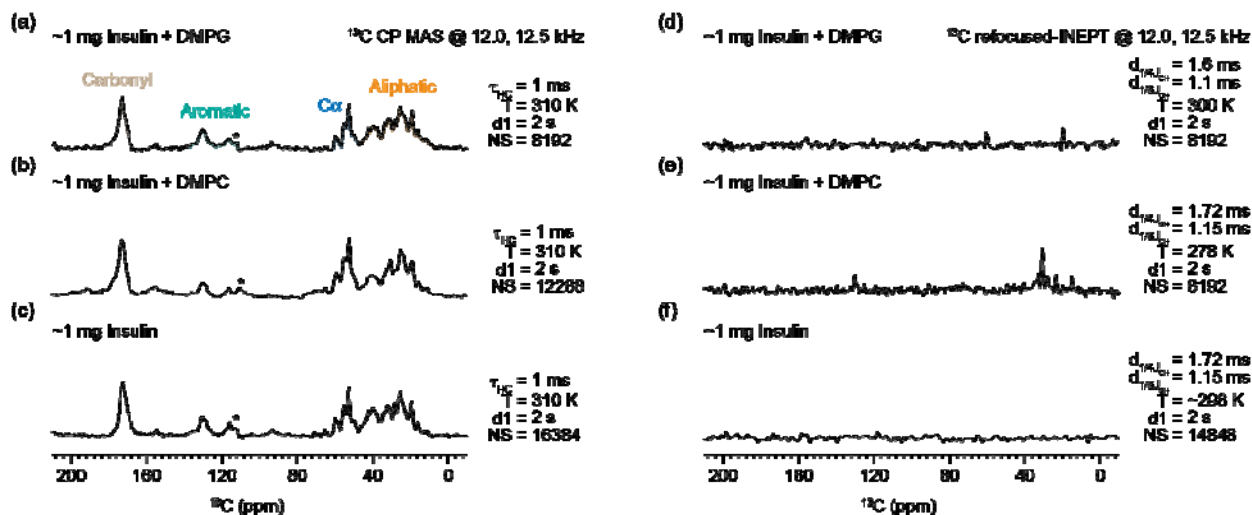 (a)
~1 mg Insulin + DMPG
¹³C CP MAS @ 12.0, 12.5 kHz
Carbonyl
Aromatic
Cα
Aliphatic
*
τHC = 1 ms
T = 310 K
d1 = 2 s
NS = 8192
(b)
~1 mg Insulin + DMPC
*
τHC = 1 ms
T = 310 K
d1 = 2 s
NS = 12288
(c)
~1 mg Insulin
*
τHC = 1 ms
T = 310 K
d1 = 2 s
NS = 16384
200 160 120 80 40 0
¹³C (ppm)
(d)
~1 mg Insulin + DMPG
¹³C refocused-INEPT @ 12.0, 12.5 kHz
= 1.6 ms
= 1.1 ms
T = 300 K
d1 = 2 s
NS = 8192
(e)
~1 mg Insulin + DMPC
= 1.72 ms
= 1.15 ms
T = 278 K
d1 = 2 s
NS = 8192
(f)
~1 mg Insulin
= 1.72 ms
= 1.15 ms
T = ~298 K
d1 = 2 s
NS = 14848
200 160 120 80 40 0
¹³C (ppm)